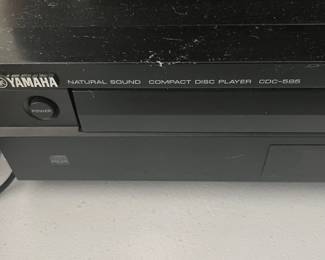 YAMAHA NATURAL SOUND COMPACT DISC PLAYER CDC-585
POWER